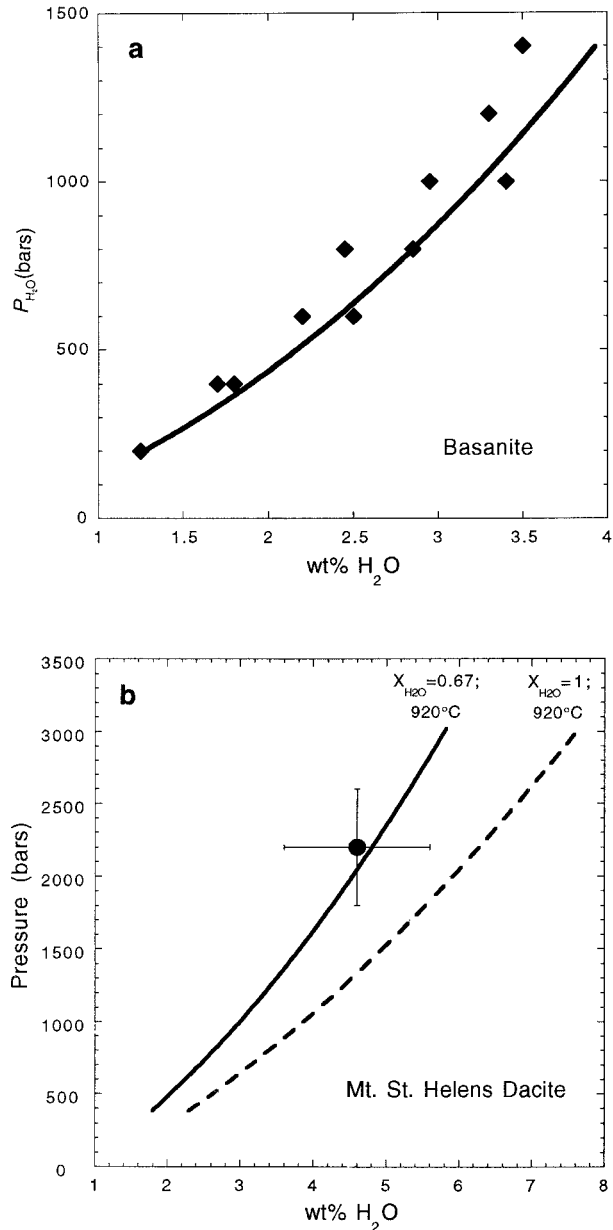 a
1500
1000
500
0
P_H₂O(bars)
Basanite
1 1.5 2 2.5 3 3.5 4
wt% H₂O
b
X_H2O=0.67; X_H2O=1;
920°C 920°C
3500
3000
2500
2000
1500
1000
500
0
Pressure (bars)
Mt. St. Helens Dacite
1 2 3 4 5 6 7 8
wt% H₂O